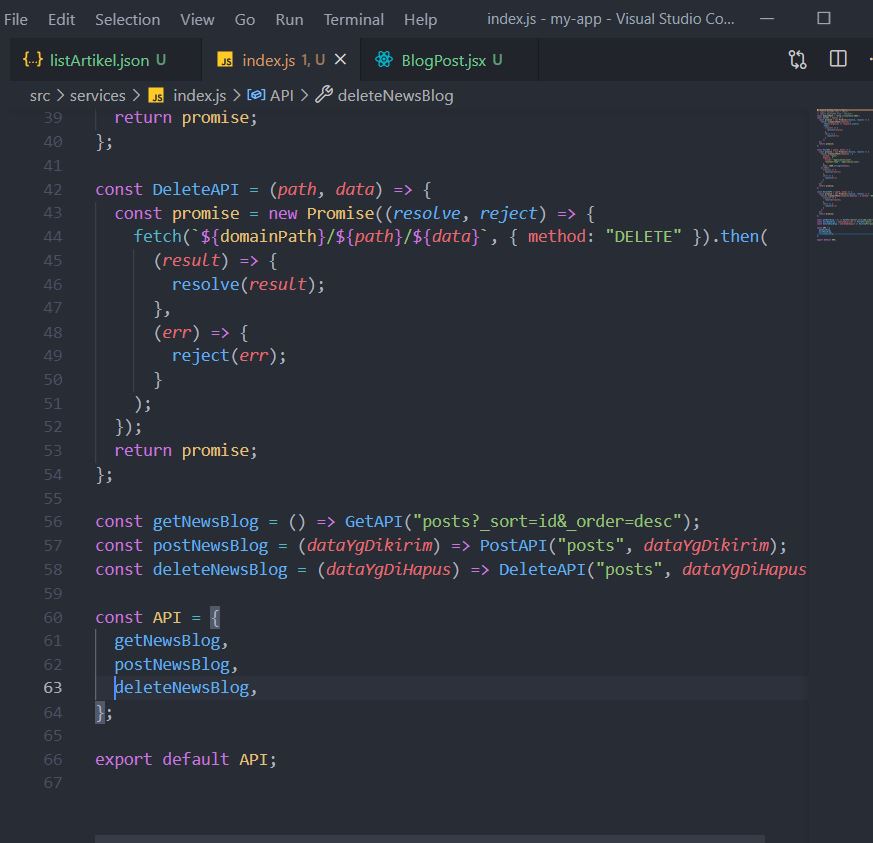 File Edit Selection View Go Run Terminal Help index.js - my-app - Visual Studio Co...
{..} listArtikel.json U JS index.js 1, U BlogPost.jsx U
src > services > JS index.js > API > deleteNewsBlog
39 return promise;
40 };
41
42 const DeleteAPI = (path, data) => {
43 const promise = new Promise((resolve, reject) => {
44 fetch(`${domainPath}/${path}/${data}`, { method: "DELETE" }).then(
45 (result) => {
46 resolve(result);
47 },
48 (err) => {
49 reject(err);
50 }
51 );
52 });
53 return promise;
54 };
55
56 const getNewsBlog = () => GetAPI("posts?_sort=id&_order=desc");
57 const postNewsBlog = (dataYgDikirim) => PostAPI("posts", dataYgDikirim);
58 const deleteNewsBlog = (dataYgDiHapus) => DeleteAPI("posts", dataYgDiHapus
59
60 const API = {
61 getNewsBlog,
62 postNewsBlog,
63 deleteNewsBlog,
64 };
65
66 export default API;
67